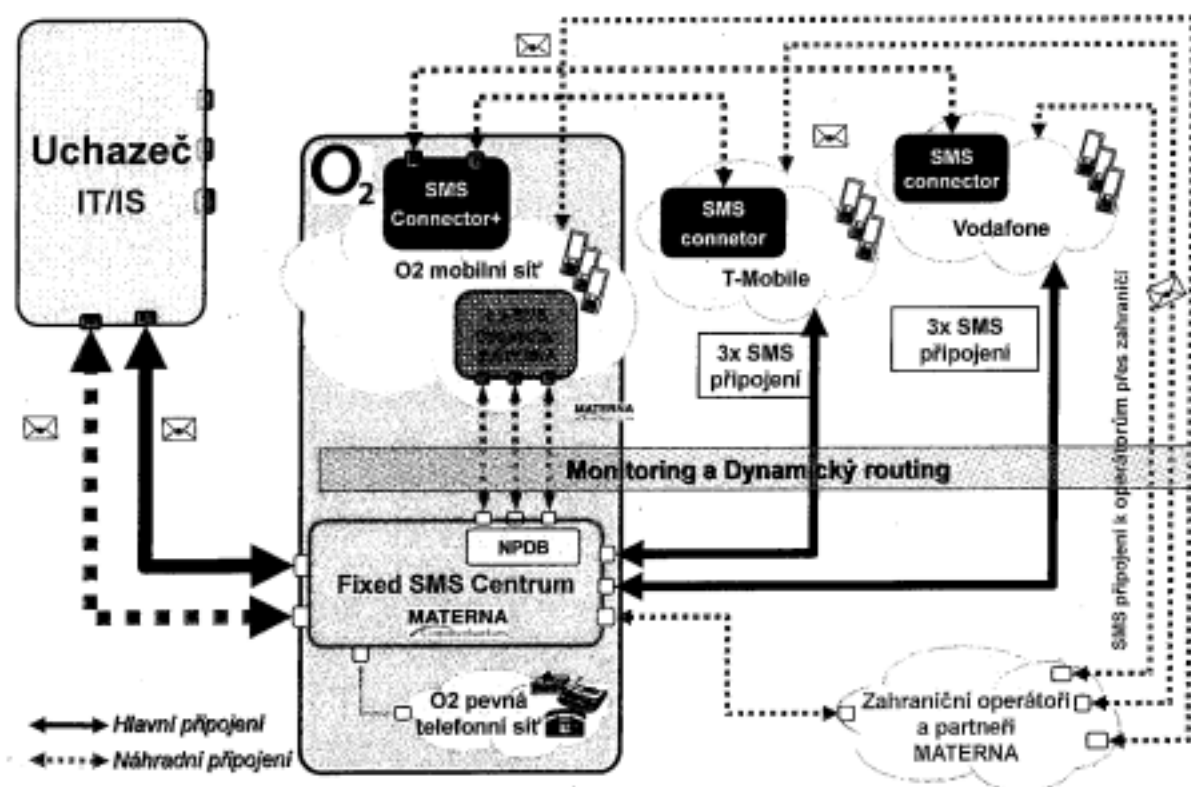 Uchazeč
IT/IS
O2
SMS
Connector+
O2 mobilní síť
MATERNA
SMS
connetor
T-Mobile
SMS
connector
Vodafone
3x SMS
připojení
3x SMS
připojení
SMS připojení k operátorům přes zahraničí
Monitoring a Dynamický routing
NPDB
Fixed SMS Centrum
MATERNA
O2 pevná
telefonní síť
Zahraniční operátoři
a partneři
MATERNA
Hlavní připojení
Náhradní připojení